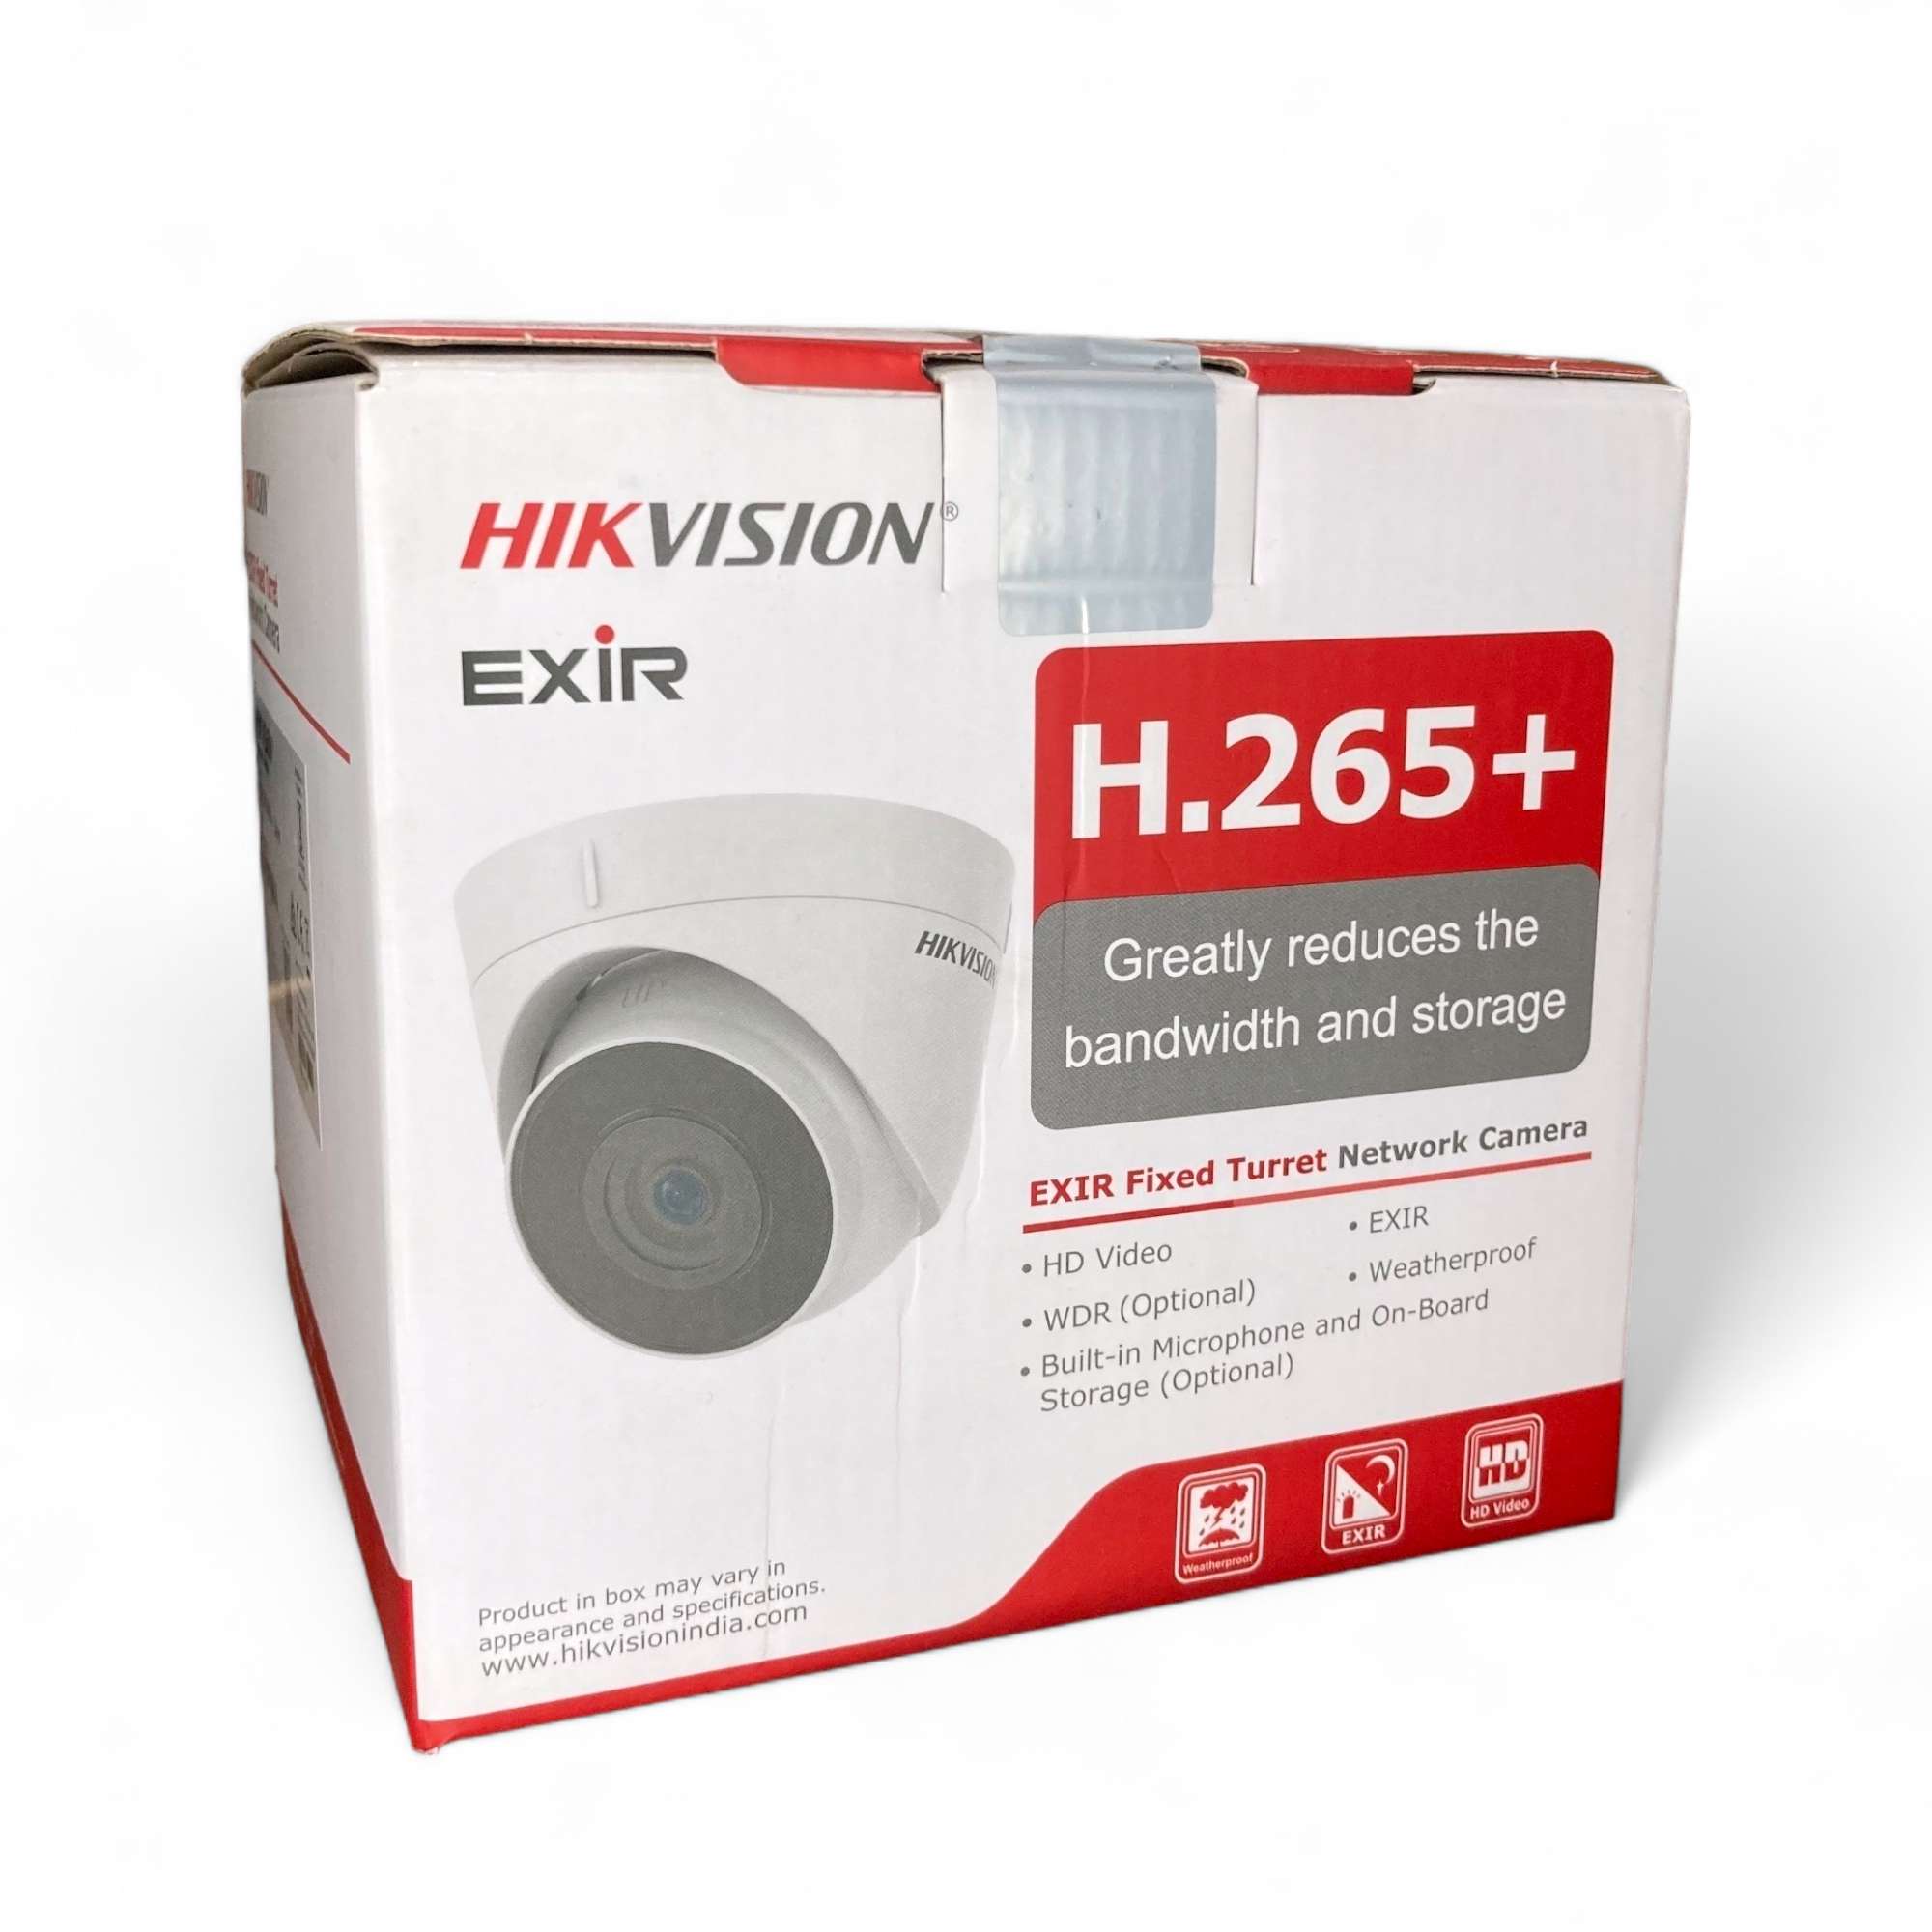 HIKVISION®
EXIR
H.265+
Greatly reduces the
bandwidth and storage
HIKVISION
EXIR Fixed Turret Network Camera
• HD Video
• EXIR
• WDR (Optional)
• Weatherproof
• Built-in Microphone and On-Board
Storage (Optional)
Weatherproof
EXIR
HD
HD Video
Product in box may vary in
appearance and specifications.
www.hikvisionindia.com